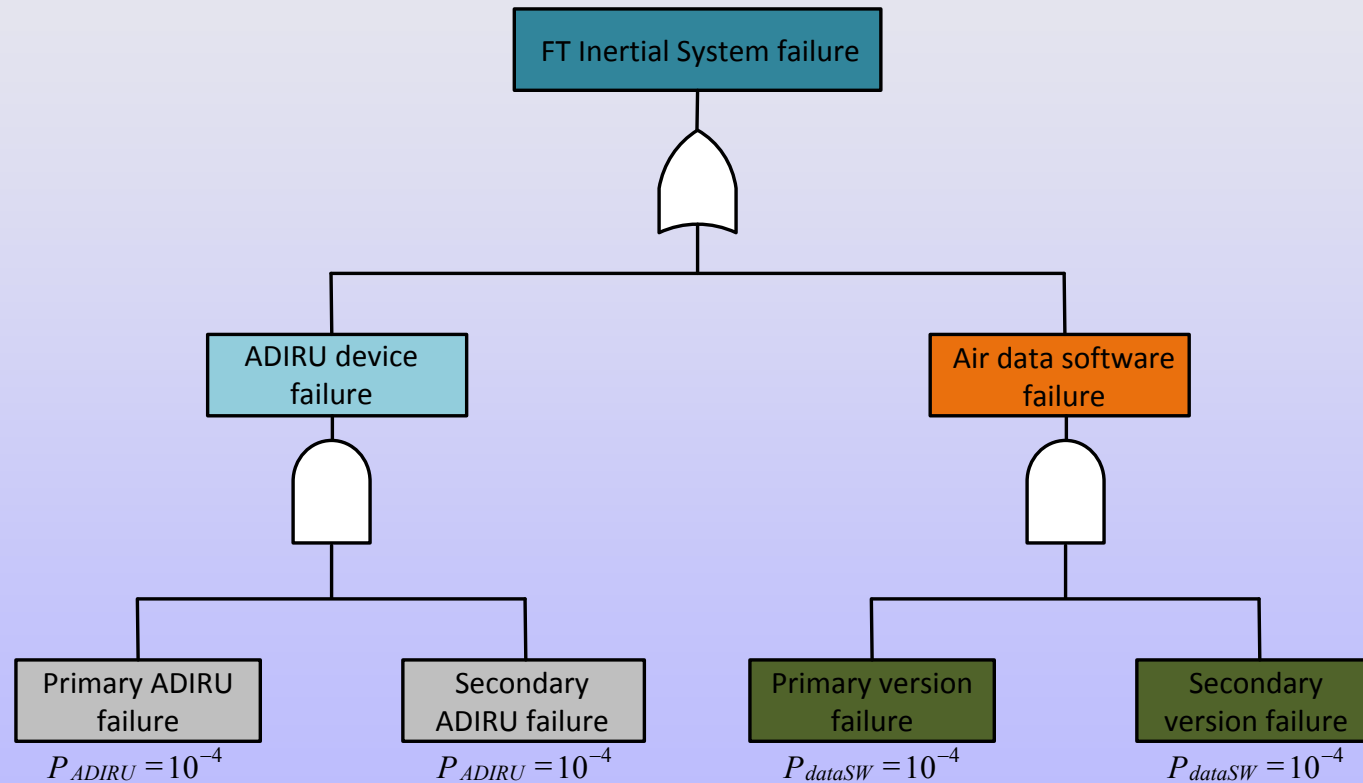 FT Inertial System failure
ADIRU device
failure
Air data software
failure
Primary ADIRU
failure
Secondary
ADIRU failure
Primary version
failure
Secondary
version failure
P_ADIRU = 10^−4
P_ADIRU = 10^−4
P_dataSW = 10^−4
P_dataSW = 10^−4